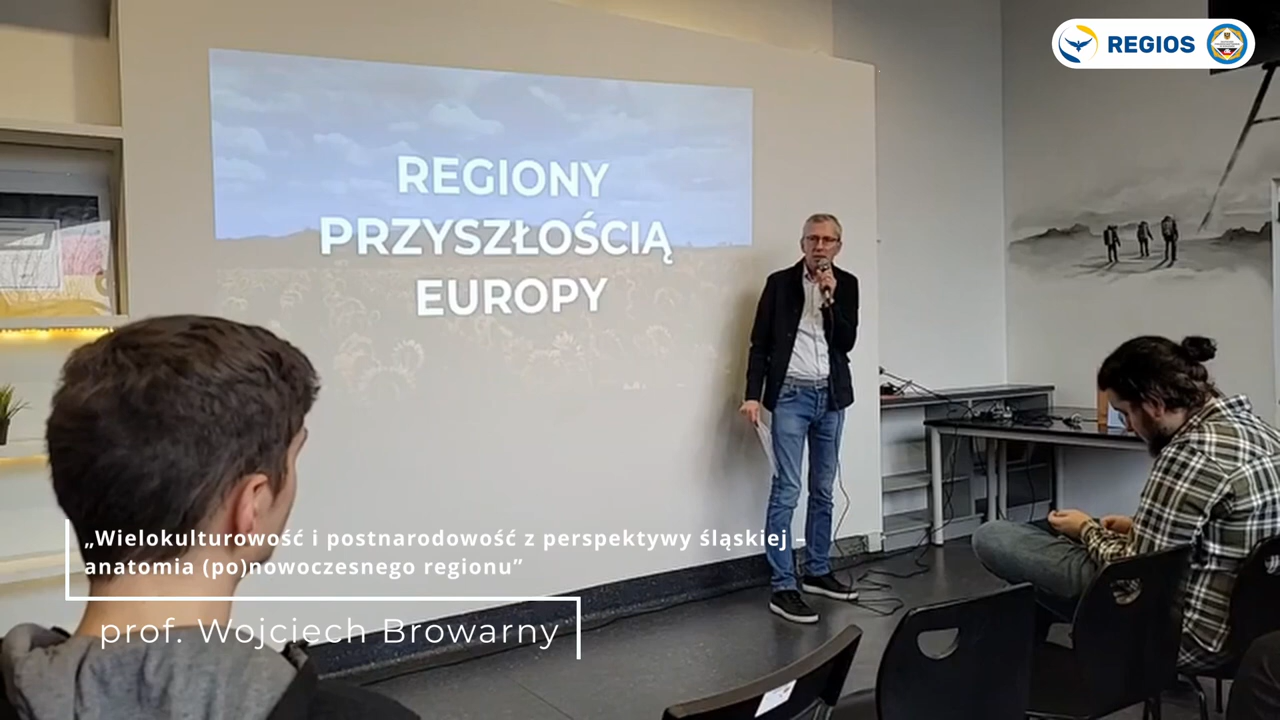 REGIOS
REGIONY
PRZYSZŁOŚCIĄ
EUROPY
„Wielokulturowość i postnarodowość z perspektywy śląskiej –
anatomia (po)nowoczesnego regionu”
prof. Wojciech Browarny